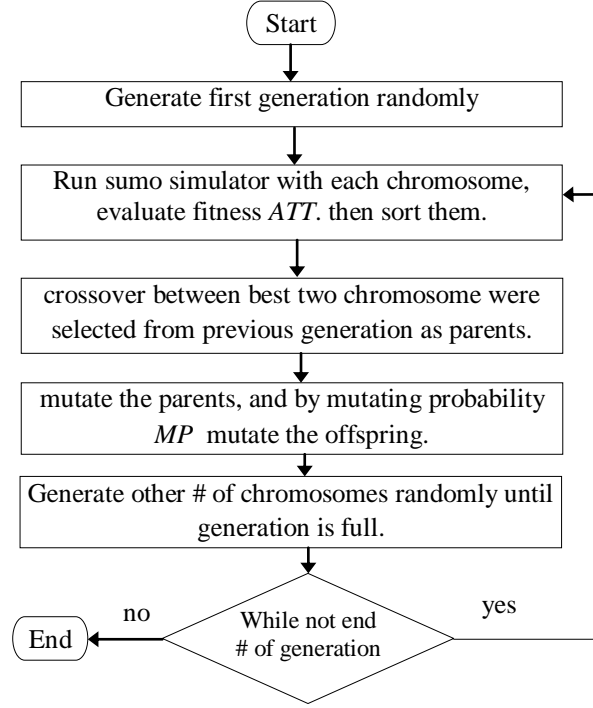 Start
Generate first generation randomly
Run sumo simulator with each chromosome,
evaluate fitness ATT. then sort them.
crossover between best two chromosome were
selected from previous generation as parents.
mutate the parents, and by mutating probability
MP mutate the offspring.
Generate other # of chromosomes randomly until
generation is full.
While not end
# of generation
no
yes
End